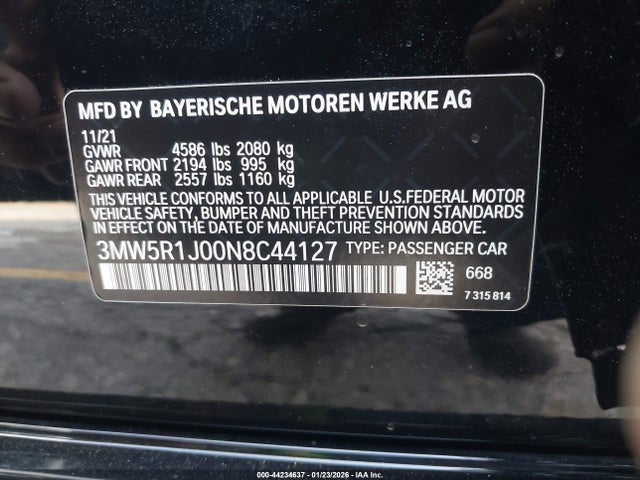 MFD BY BAYERISCHE MOTOREN WERKE AG
11/21
GVWR 4586 lbs 2080 kg
GAWR FRONT 2194 lbs 995 kg
GAWR REAR 2557 lbs 1160 kg
THIS VEHICLE CONFORMS TO ALL APPLICABLE U.S.FEDERAL MOTOR
VEHICLE SAFETY, BUMPER AND THEFT PREVENTION STANDARDS
IN EFFECT ON THE DATE OF MANUFACTURE SHOWN ABOVE.
3MW5R1J00N8C44127 TYPE: PASSENGER CAR
668
7 315 814
000-44234637 - 01/23/2026 - IAA Inc.